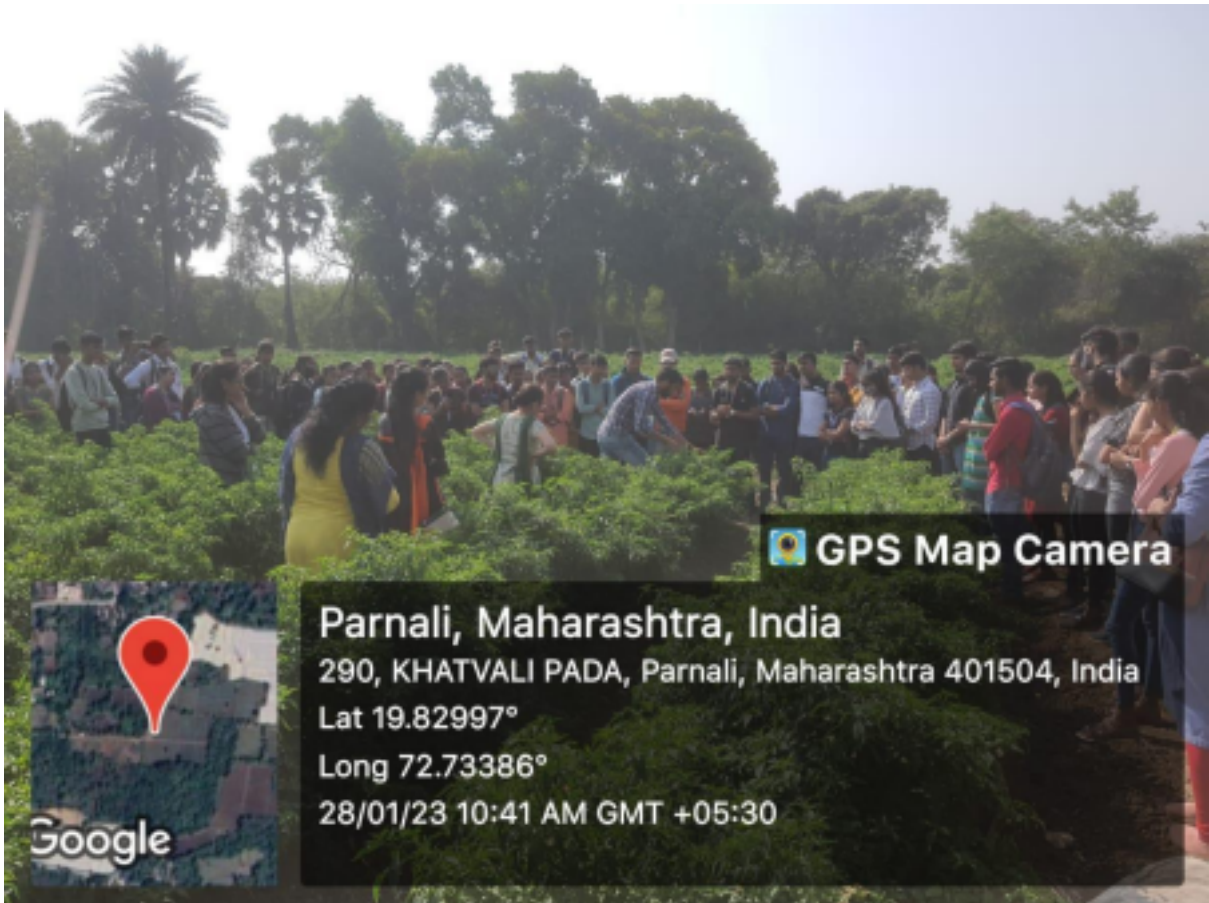 GPS Map Camera
Parnali, Maharashtra, India
290, KHATVALI PADA, Parnali, Maharashtra 401504, India
Lat 19.82997°
Long 72.73386°
28/01/23 10:41 AM GMT +05:30
Google